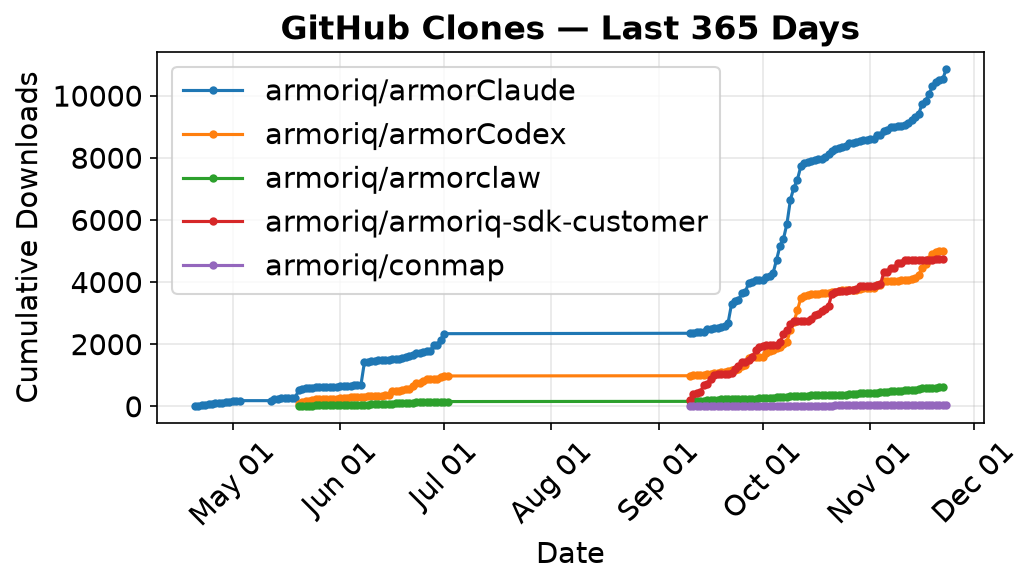 GitHub Clones — Last 365 Days
armoriq/armorClaude
armoriq/armorCodex
armoriq/armorclaw
armoriq/armoriq-sdk-customer
armoriq/conmap
Cumulative Downloads
10000
8000
6000
4000
2000
0
May 01
Jun 01
Jul 01
Aug 01
Sep 01
Oct 01
Nov 01
Dec 01
Date